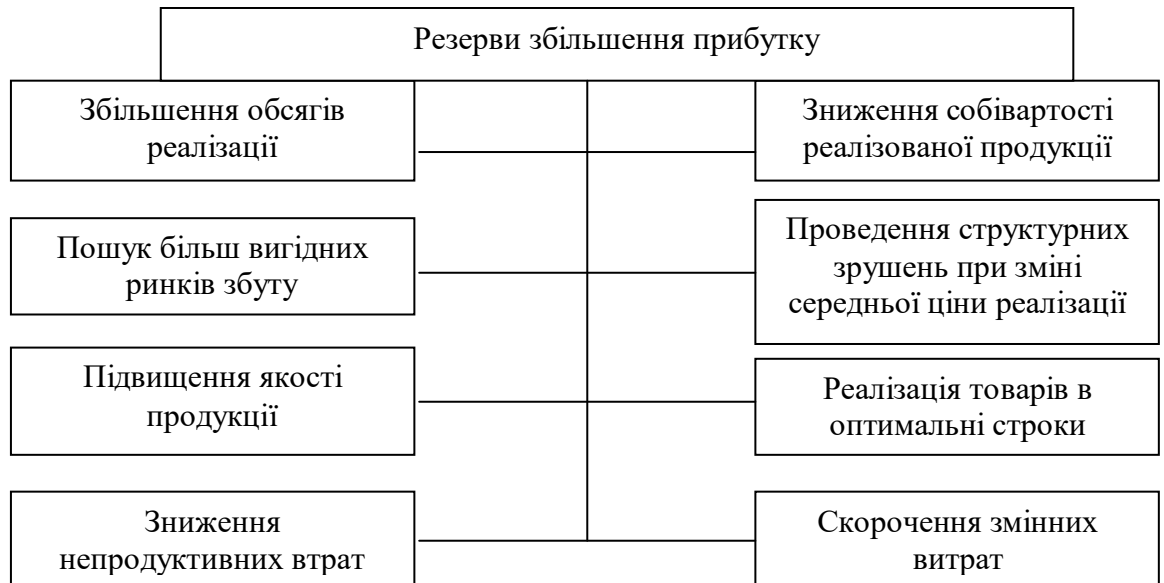 Резерви збільшення прибутку
Збільшення обсягів
реалізації
Зниження собівартості
реалізованої продукції
Пошук більш вигідних
ринків збуту
Проведення структурних
зрушень при зміні
середньої ціни реалізації
Підвищення якості
продукції
Реалізація товарів в
оптимальні строки
Зниження
непродуктивних втрат
Скорочення змінних
витрат